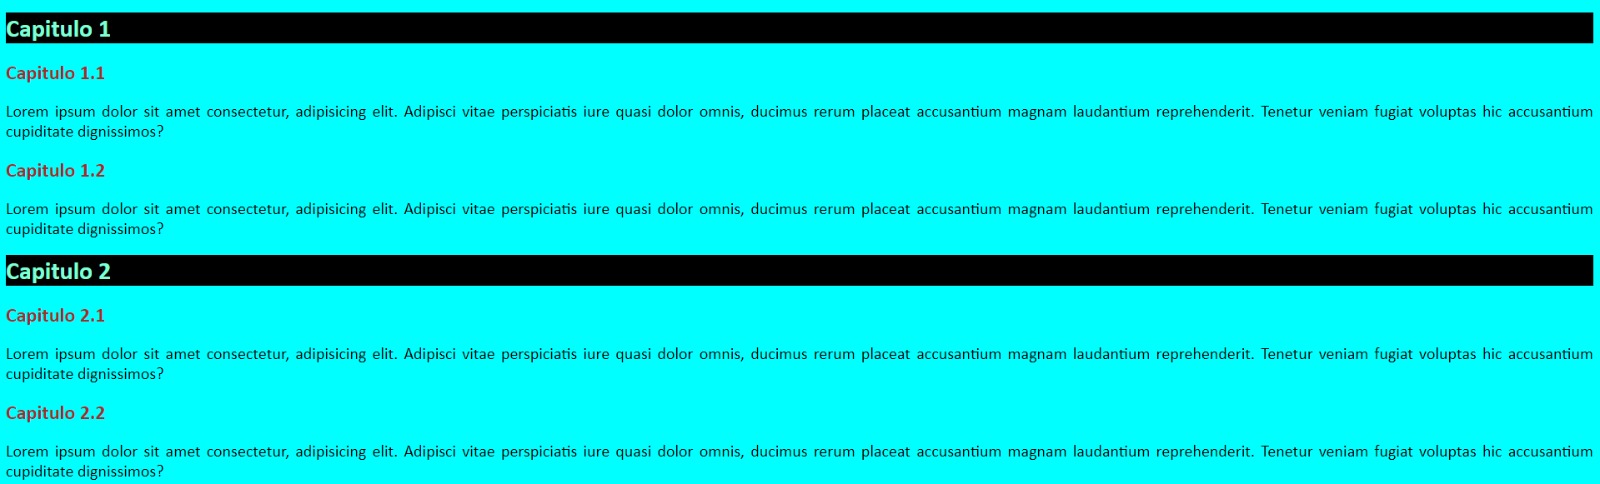 Capitulo 1
Capitulo 1.1
Lorem ipsum dolor sit amet consectetur, adipisicing elit. Adipisci vitae perspiciatis iure quasi dolor omnis, ducimus rerum placeat accusantium magnam laudantium reprehenderit. Tenetur veniam fugiat voluptas hic accusantium
cupiditate dignissimos?
Capitulo 1.2
Lorem ipsum dolor sit amet consectetur, adipisicing elit. Adipisci vitae perspiciatis iure quasi dolor omnis, ducimus rerum placeat accusantium magnam laudantium reprehenderit. Tenetur veniam fugiat voluptas hic accusantium
cupiditate dignissimos?
Capitulo 2
Capitulo 2.1
Lorem ipsum dolor sit amet consectetur, adipisicing elit. Adipisci vitae perspiciatis iure quasi dolor omnis, ducimus rerum placeat accusantium magnam laudantium reprehenderit. Tenetur veniam fugiat voluptas hic accusantium
cupiditate dignissimos?
Capitulo 2.2
Lorem ipsum dolor sit amet consectetur, adipisicing elit. Adipisci vitae perspiciatis iure quasi dolor omnis, ducimus rerum placeat accusantium magnam laudantium reprehenderit. Tenetur veniam fugiat voluptas hic accusantium
cupiditate dignissimos?